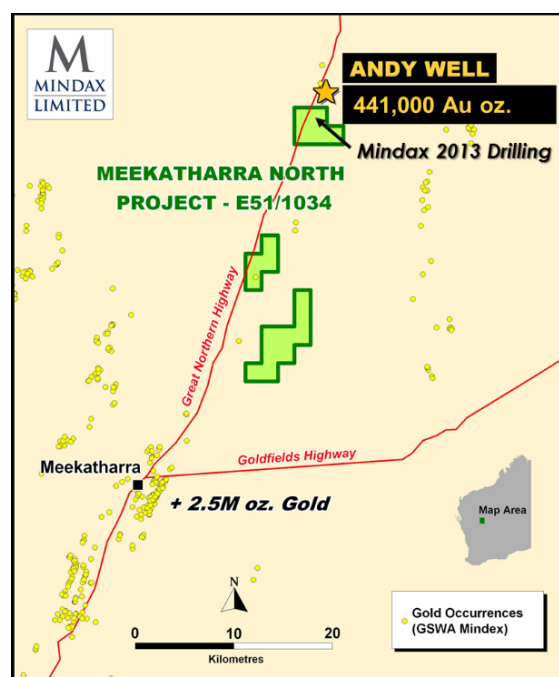 M
MINDAX
LIMITED
ANDY WELL
441,000 Au oz.
Mindax 2013 Drilling
MEEKATHARRA NORTH
PROJECT - E51/1034
Great Northern Highway
Goldfields Highway
Meekatharra
+ 2.5M oz. Gold
Map Area
N
0 10 20
Kilometres
Gold Occurrences
(GSWA Mindex)